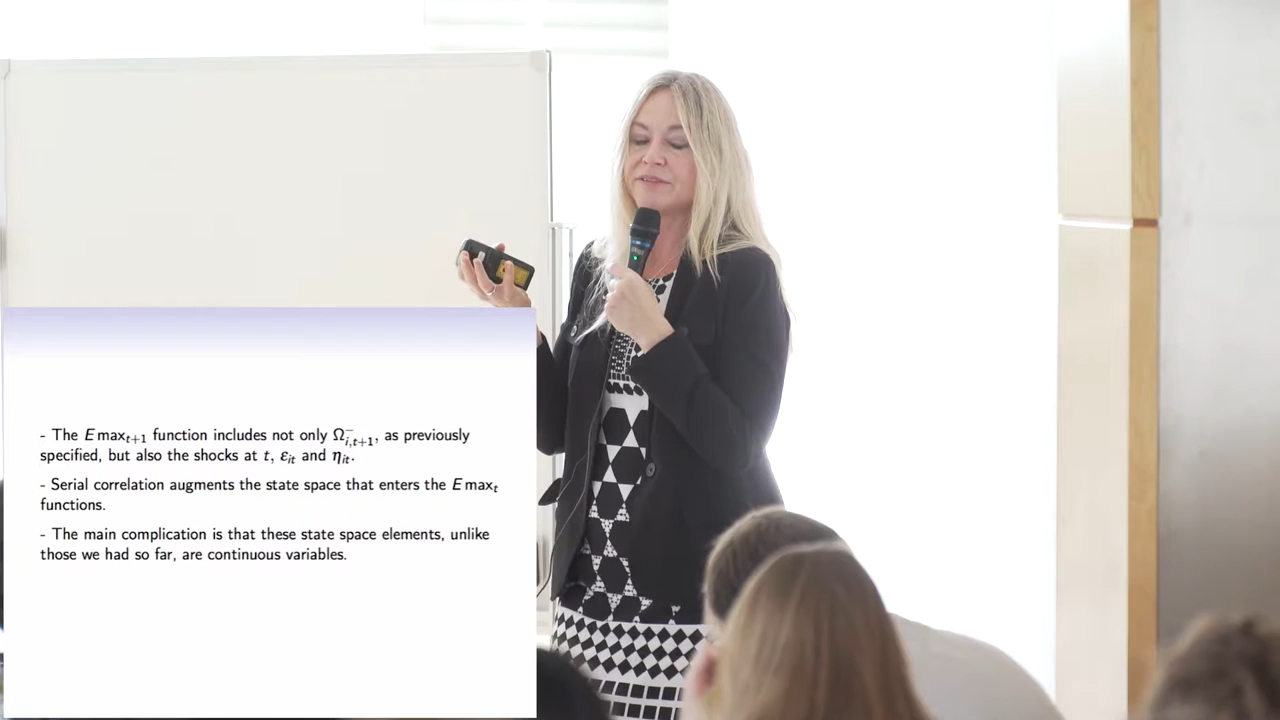 - The E max_{t+1} function includes not only Ω⁻_{i,t+1}, as previously
specified, but also the shocks at t, ε_{it} and η_{it}.
- Serial correlation augments the state space that enters the E max_t
functions.
- The main complication is that these state space elements, unlike
those we had so far, are continuous variables.